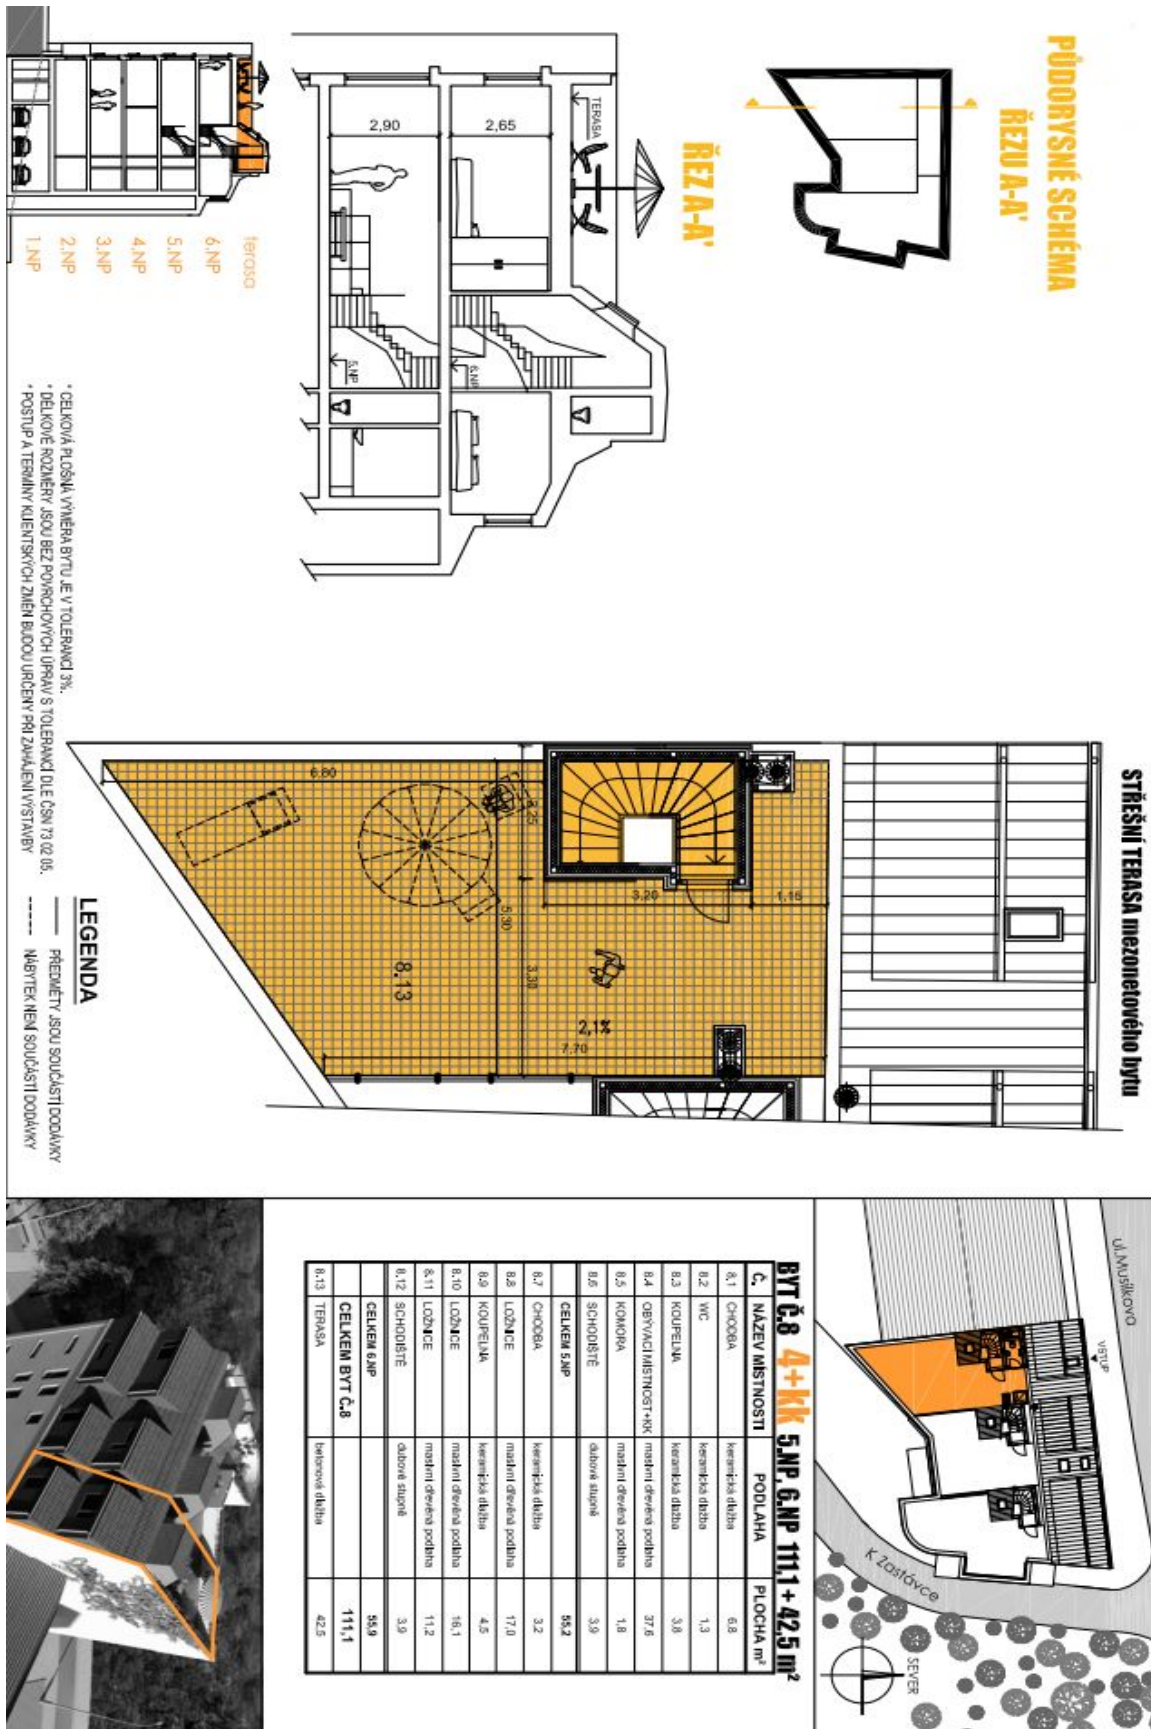 PŮDORYSNÉ SCHÉMA
ŘEZU A-A'
ŘEZ A-A'
TERASA
2,65
2,90
6.NP
5.NP
terasa
6.NP
5.NP
4.NP
3.NP
2.NP
1.NP
* CELKOVÁ PLOŠNÁ VÝMĚRA BYTU JE V TOLERANCI 3%.
* DÉLKOVÉ ROZMĚRY JSOU BEZ POVRCHOVÝCH ÚPRAV S TOLERANCÍ DLE ČSN 73 02 05.
* POSTUP A TERMÍNY KLIENTSKÝCH ZMĚN BUDOU URČENY PŘI ZAHÁJENÍ VÝSTAVBY
STŘEŠNÍ TERASA mezonetového bytu
6.80
2.25
3.20
1.15
5.30
3.30
8.13
2,1%
7.70
LEGENDA
PŘEDMĚTY JSOU SOUČÁSTÍ DODÁVKY
NÁBYTEK NENÍ SOUČÁSTÍ DODÁVKY
ul.Musílkova
VSTUP
K Zastávce
SEVER
BYT Č.8 4+kk 5.NP, 6.NP 111,1 + 42,5 m²
Č. NÁZEV MÍSTNOSTI PODLAHA PLOCHA m²
8.1 CHODBA keramická dlažba 6,8
8.2 WC keramická dlažba 1,3
8.3 KOUPELNA keramická dlažba 3,8
8.4 OBÝVACÍ MÍSTNOST+KK masivní dřevěná podlaha 37,6
8.5 KOMORA masivní dřevěná podlaha 1,8
8.6 SCHODIŠTĚ dubové stupně 3,9
CELKEM 5.NP 55,2
8.7 CHODBA keramická dlažba 3,2
8.8 LOŽNICE masivní dřevěná podlaha 17,0
8.9 KOUPELNA keramická dlažba 4,5
8.10 LOŽNICE masivní dřevěná podlaha 16,1
8.11 LOŽNICE masivní dřevěná podlaha 11,2
8.12 SCHODIŠTĚ dubové stupně 3,9
CELKEM 6.NP 55,9
CELKEM BYT Č.8 111,1
8.13 TERASA betonová dlažba 42,5